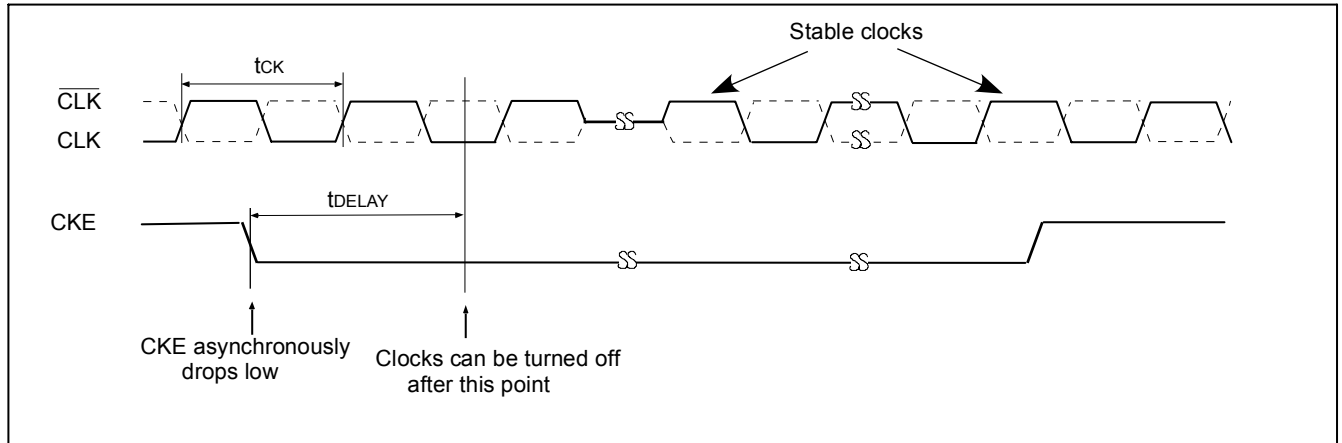 Stable clocks
tCK
CLK
CLK
tDELAY
CKE
CKE asynchronously
drops low
Clocks can be turned off
after this point